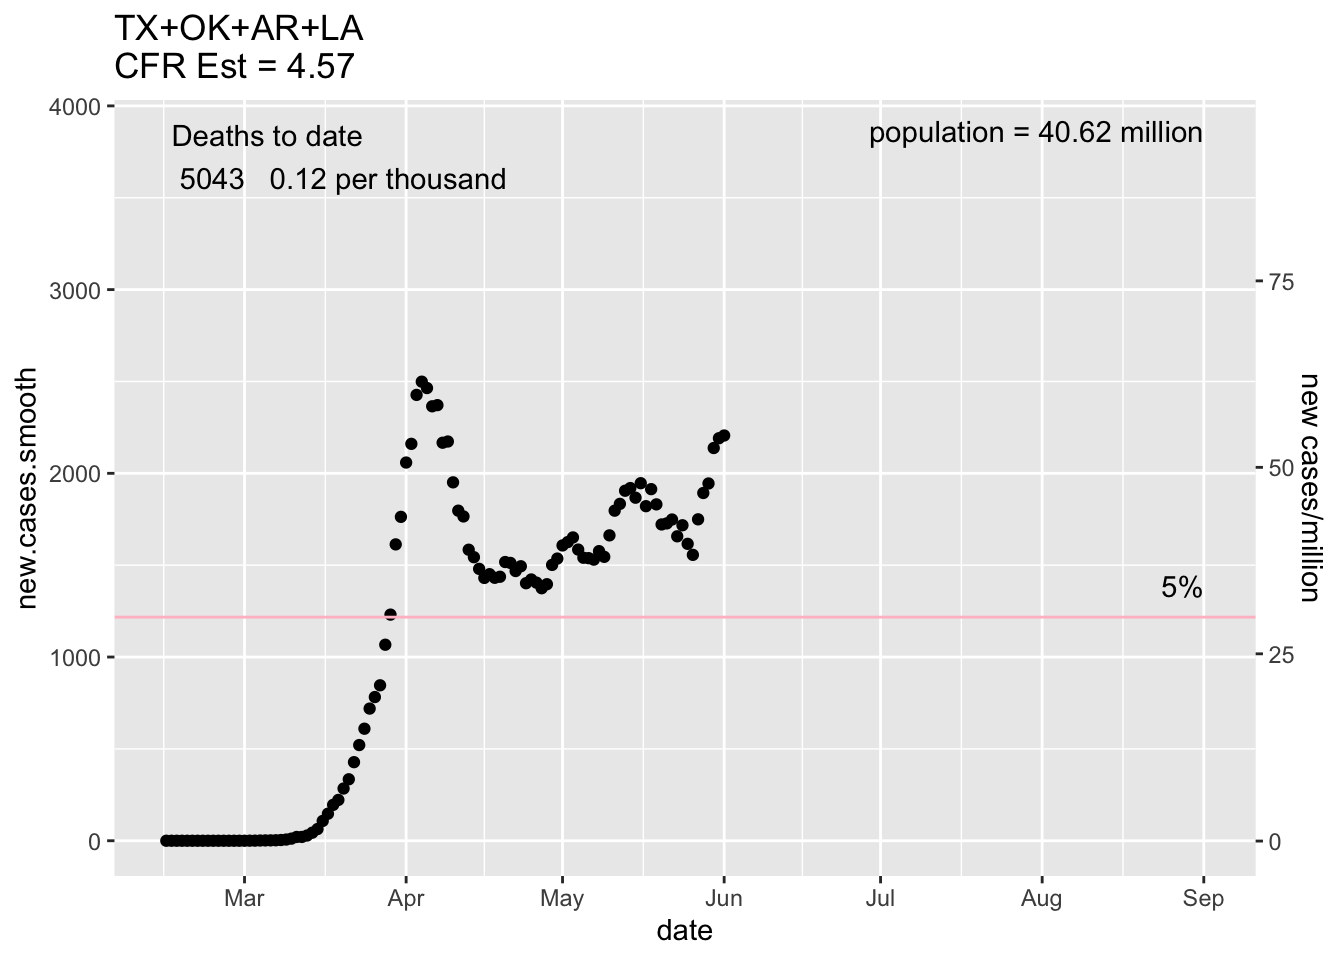 TX+OK+AR+LA
CFR Est = 4.57
Deaths to date
5043   0.12 per thousand
population = 40.62 million
4000
3000
2000
1000
0
new.cases.smooth
75
50
25
0
new cases/million
5%
Mar Apr May Jun Jul Aug Sep
date